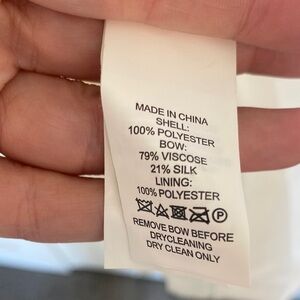 MADE IN CHINA
SHELL:
100% POLYESTER
BOW:
79% VISCOSE
21% SILK
LINING:
100% POLYESTER
P
REMOVE BOW BEFORE
DRYCLEANING
DRY CLEAN ONLY